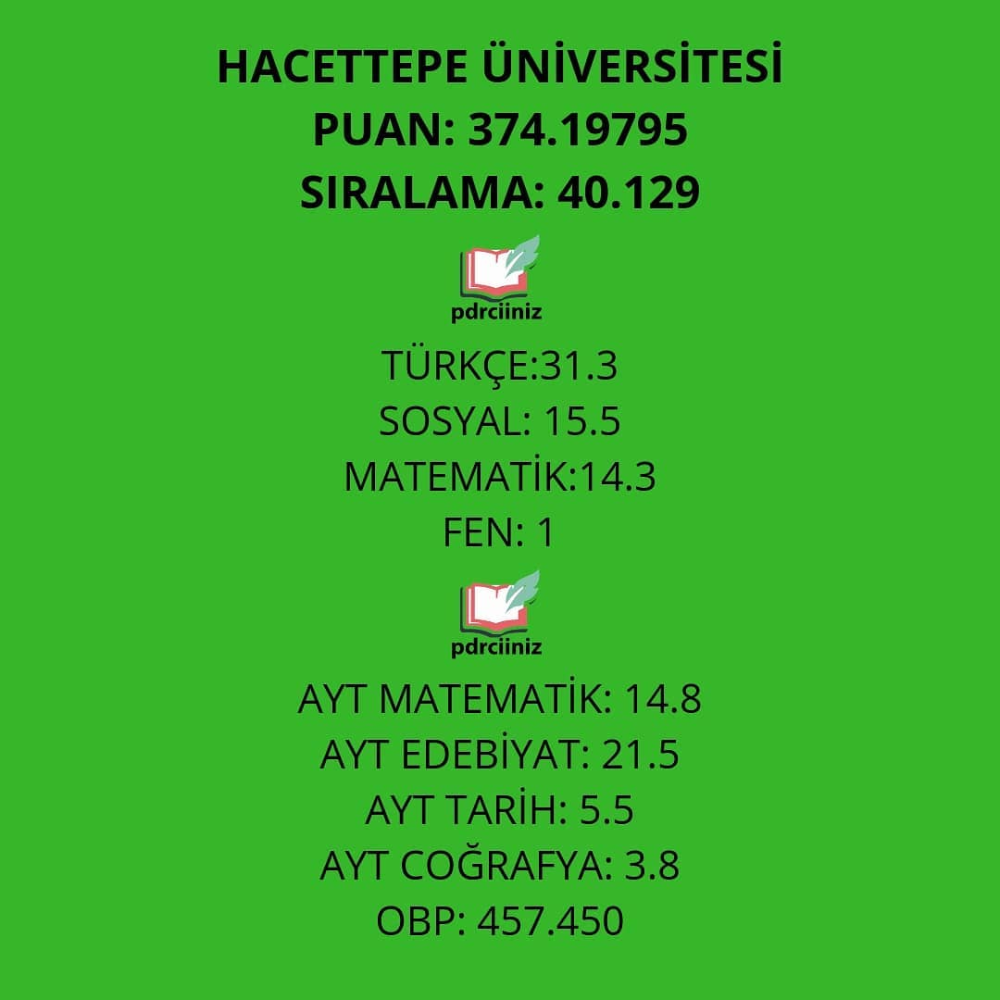 HACETTEPE ÜNİVERSİTESİ
PUAN: 374.19795
SIRALAMA: 40.129
pdrciiniz
TÜRKÇE:31.3
SOSYAL: 15.5
MATEMATİK:14.3
FEN: 1
pdrciiniz
AYT MATEMATİK: 14.8
AYT EDEBİYAT: 21.5
AYT TARİH: 5.5
AYT COĞRAFYA: 3.8
OBP: 457.450